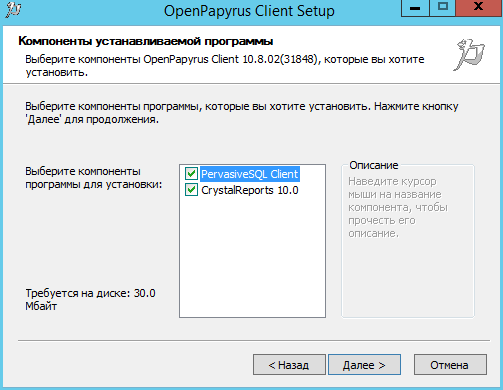 OpenPapyrus Client Setup
Компоненты устанавливаемой программы
Выберите компоненты OpenPapyrus Client 10.8.02(31848), которые вы хотите
установить.
Выберите компоненты программы, которые вы хотите установить. Нажмите кнопку
'Далее' для продолжения.
Выберите компоненты
программы для установки:
PervasiveSQL Client
CrystalReports 10.0
Описание
Наведите курсор
мыши на название
компонента, чтобы
прочесть его
описание.
Требуется на диске: 30.0
Мбайт
< Назад
Далее >
Отмена